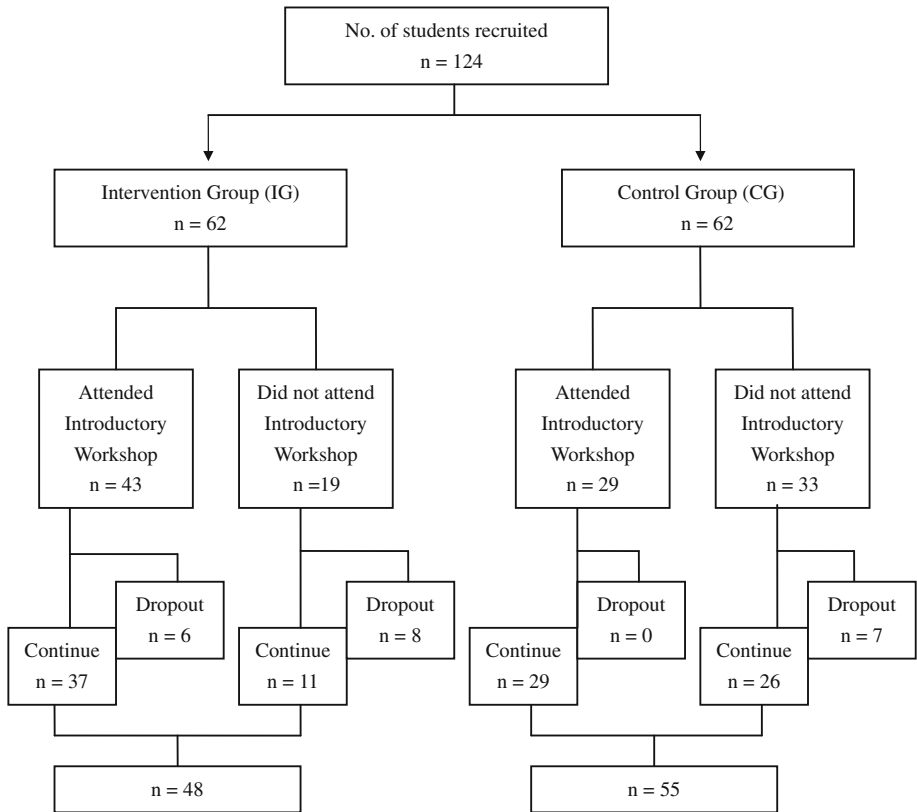 No. of students recruited
n = 124
Intervention Group (IG)
n = 62
Control Group (CG)
n = 62
Attended
Introductory
Workshop
n = 43
Did not attend
Introductory
Workshop
n =19
Attended
Introductory
Workshop
n = 29
Did not attend
Introductory
Workshop
n = 33
Dropout
n = 6
Continue
n = 37
Dropout
n = 8
Continue
n = 11
Dropout
n = 0
Continue
n = 29
Dropout
n = 7
Continue
n = 26
n = 48
n = 55